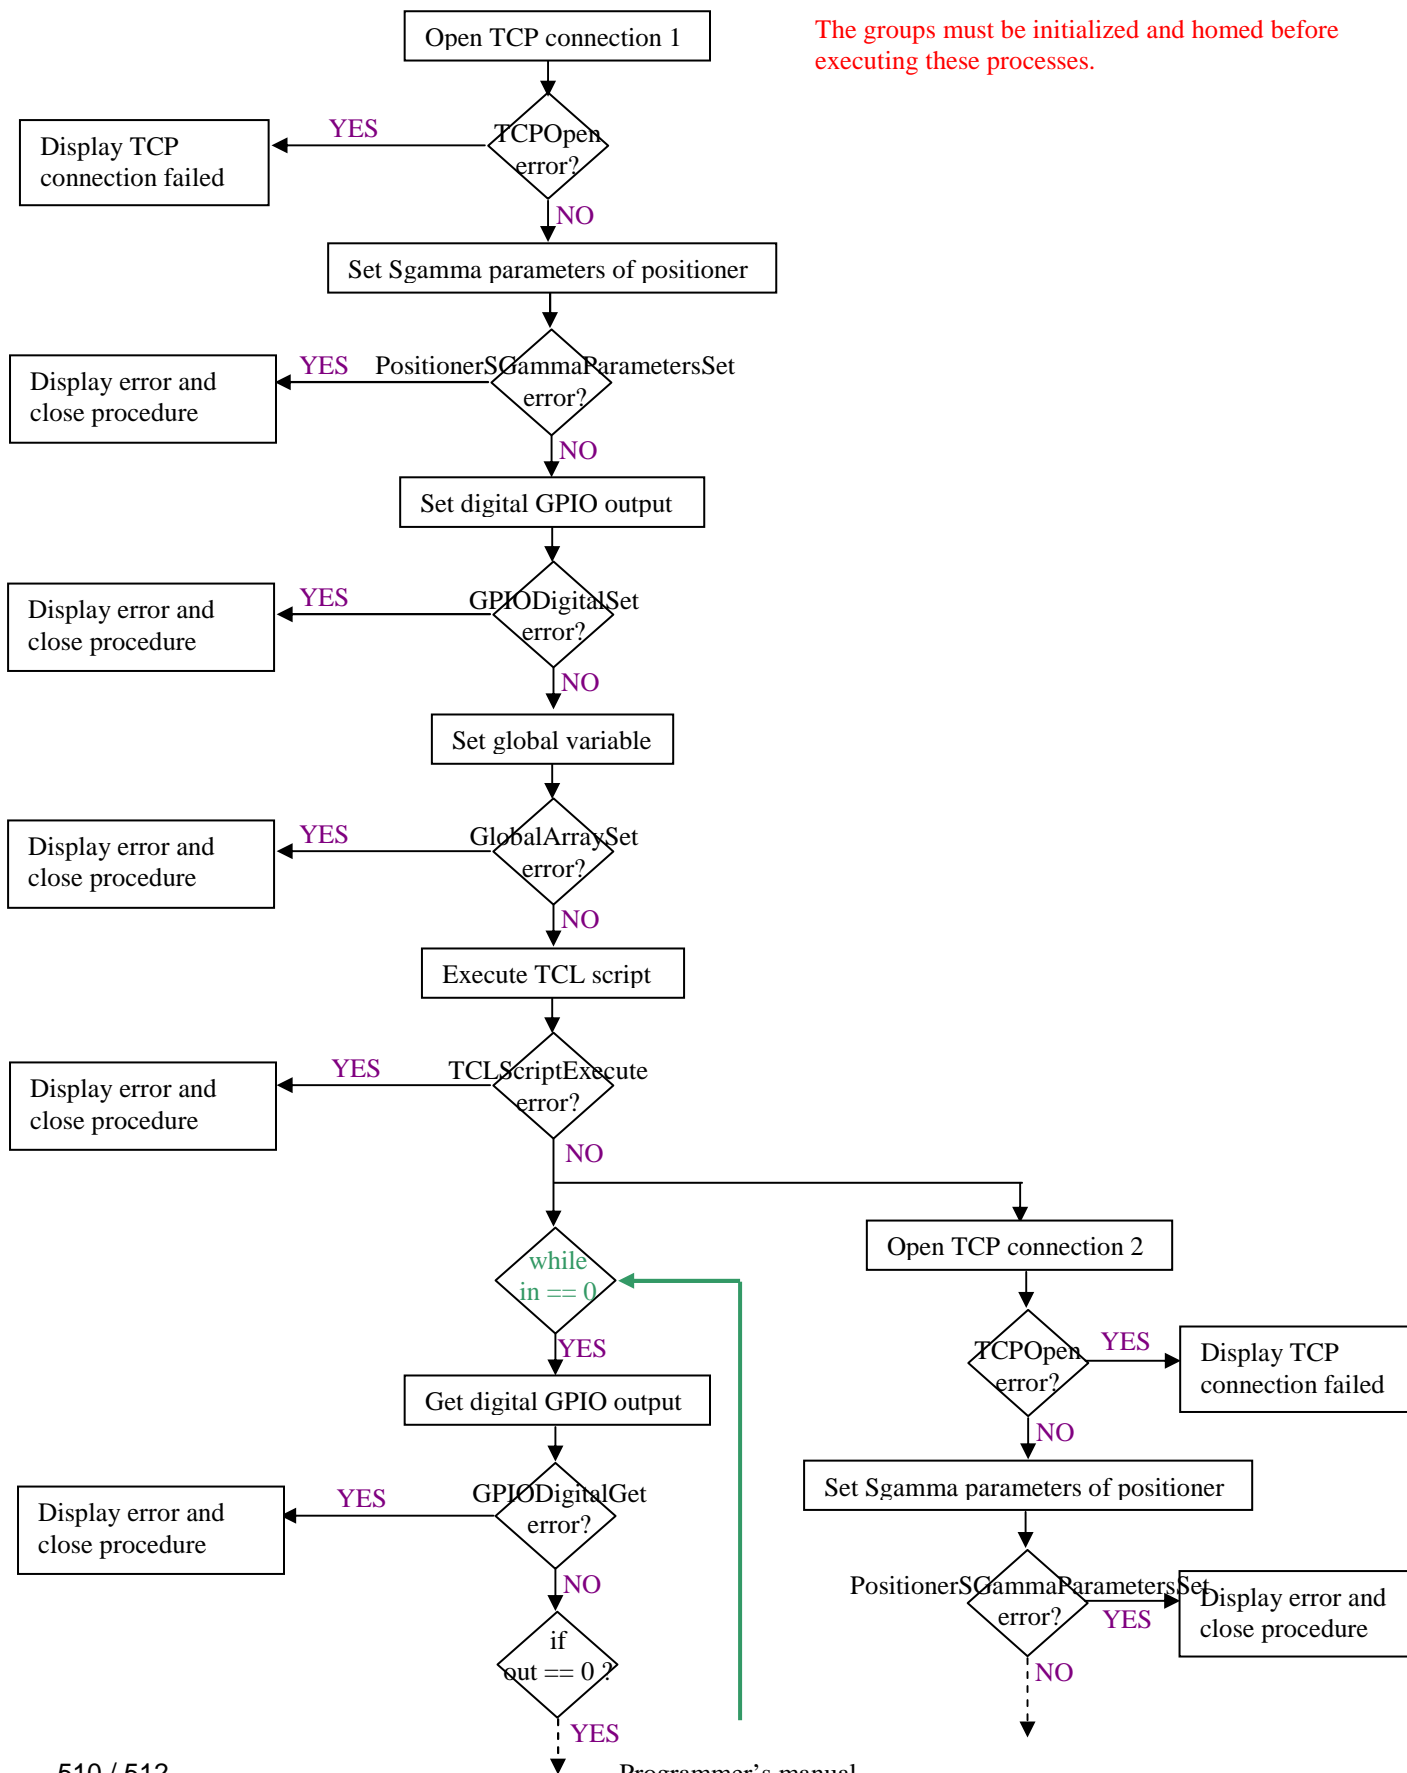 Open TCP connection 1
The groups must be initialized and homed before
executing these processes.
TCPOpen
error?
YES
Display TCP
connection failed
NO
Set Sgamma parameters of positioner
PositionerSGammaParametersSet
error?
YES
Display error and
close procedure
NO
Set digital GPIO output
GPIODigitalSet
error?
YES
Display error and
close procedure
NO
Set global variable
GlobalArraySet
error?
YES
Display error and
close procedure
NO
Execute TCL script
TCLScriptExecute
error?
YES
Display error and
close procedure
NO
while
in == 0
YES
Get digital GPIO output
GPIODigitalGet
error?
YES
Display error and
close procedure
NO
if
out == 0 ?
YES
Open TCP connection 2
TCPOpen
error?
YES
Display TCP
connection failed
NO
Set Sgamma parameters of positioner
PositionerSGammaParametersSet
error?
YES
Display error and
close procedure
NO
510 / 512
Programmer's manual